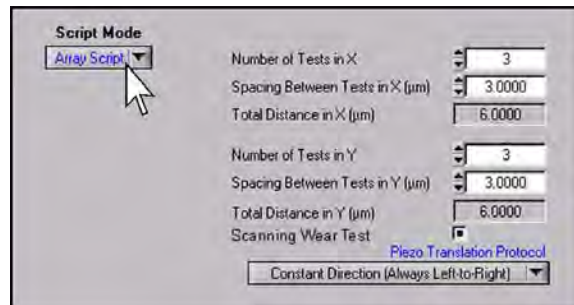 Script Mode
Array Script
Number of Tests in X 3
Spacing Between Tests in X (µm) 3.0000
Total Distance in X (µm) 6.0000
Number of Tests in Y 3
Spacing Between Tests in Y (µm) 3.0000
Total Distance in Y (µm) 6.0000
Scanning Wear Test
Piezo Translation Protocol
Constant Direction (Always Left-to-Right)